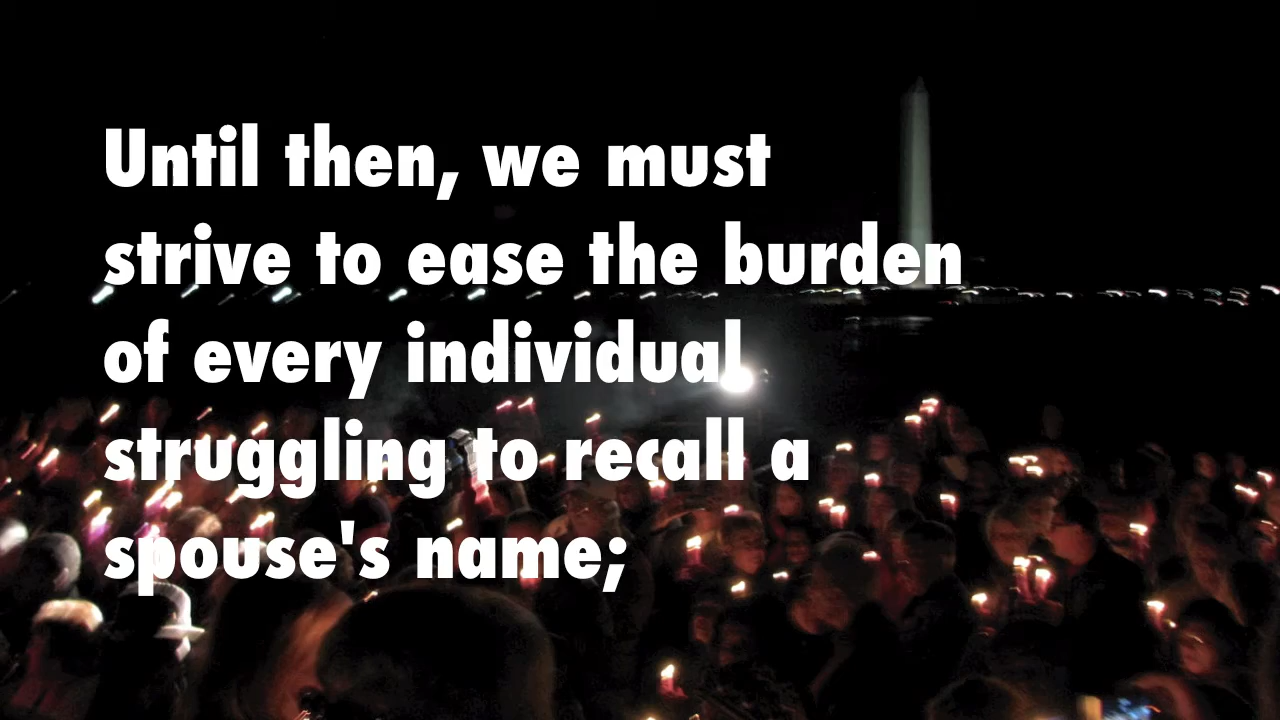 Until then, we must
strive to ease the burden
of every individual
struggling to recall a
spouse's name;